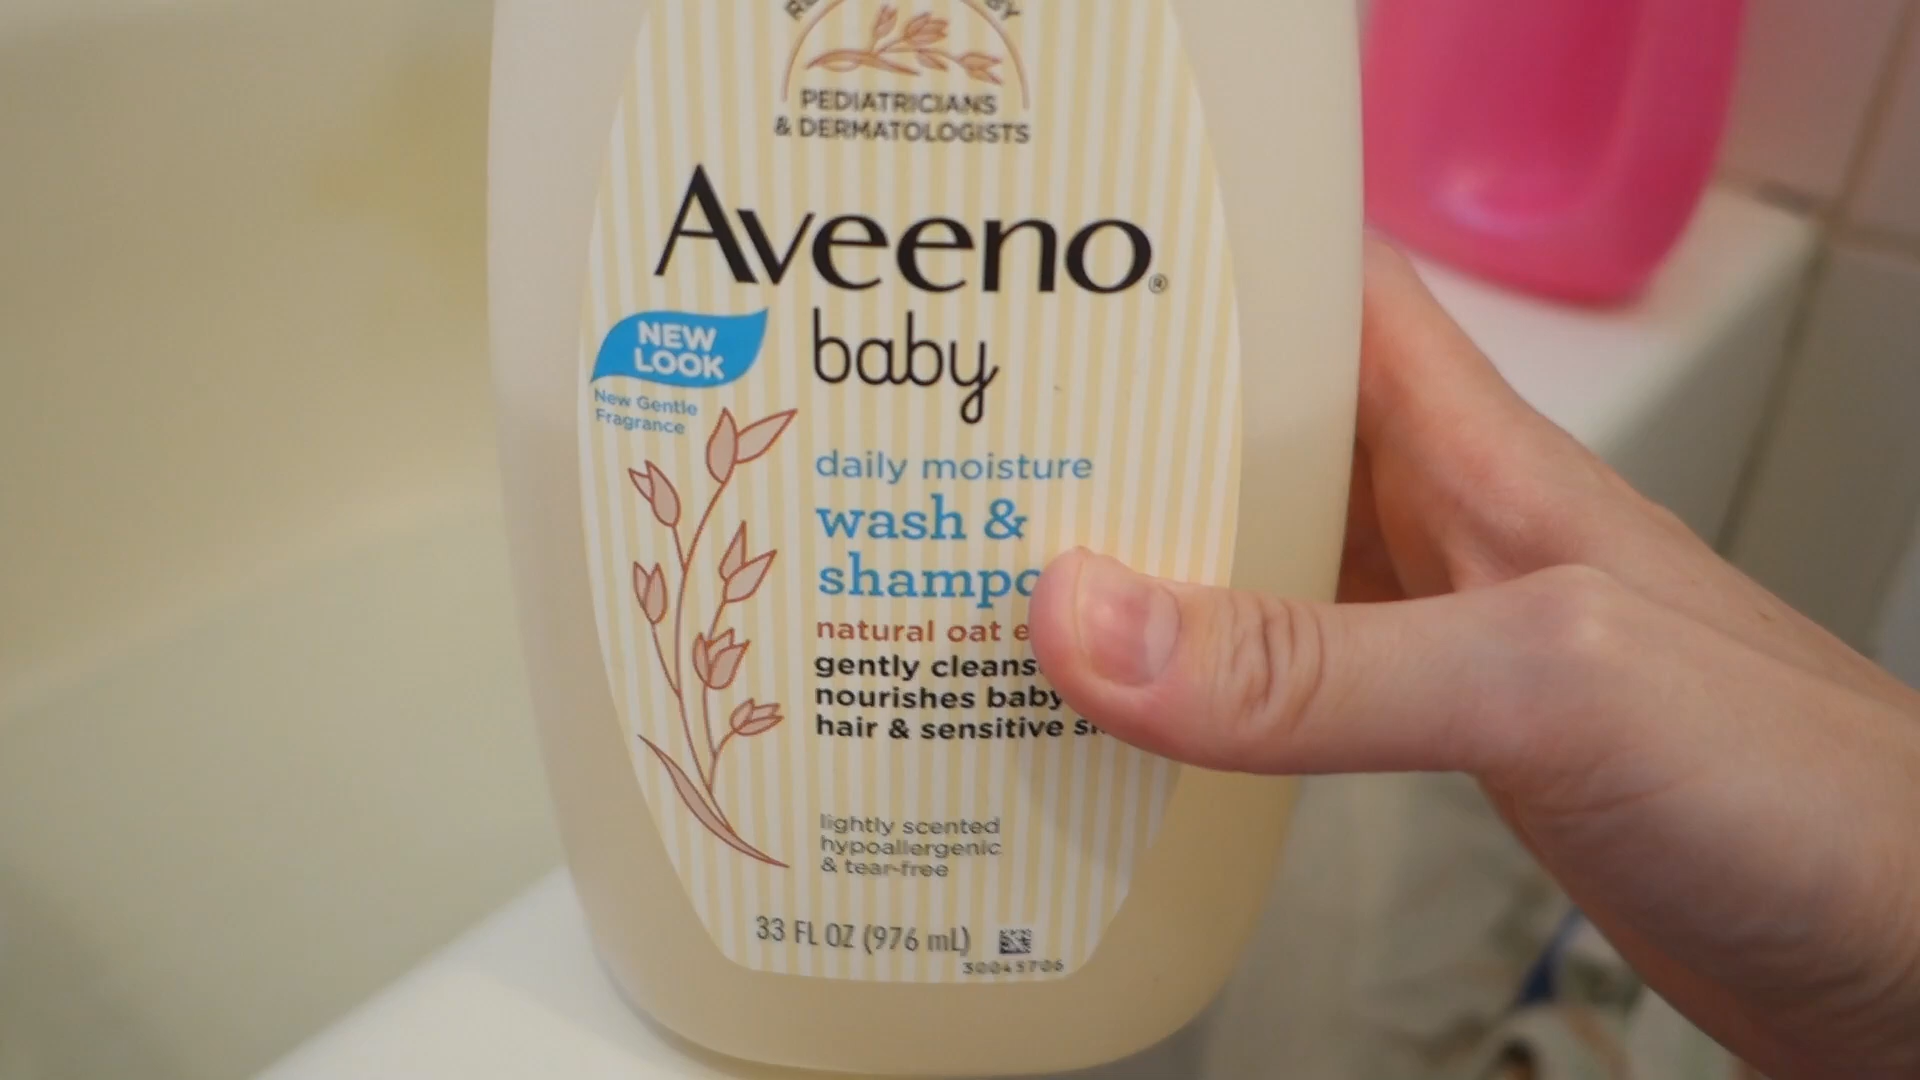 PEDIATRICIANS
& DERMATOLOGISTS
Aveeno®
baby
NEW
LOOK
New Gentle
Fragrance
daily moisture
wash &
natural oat
gently
nourishes baby
hair & sensitive
lightly scented
hypoallergenic
& tear-free
33 FL OZ (976 mL)
30045706